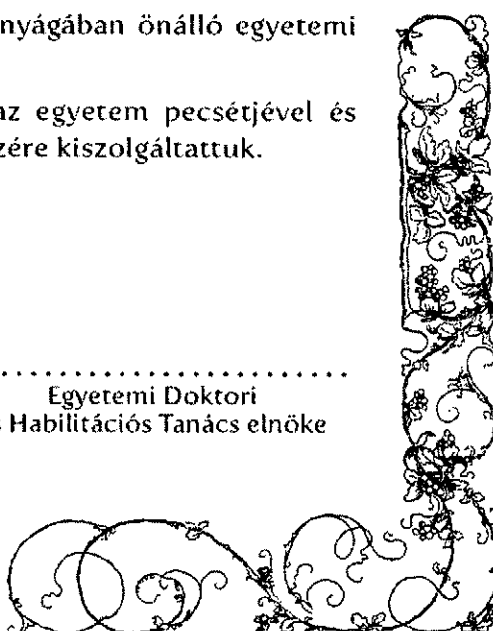 nyágában önálló egyetemi
az egyetem pecsétjével és
zére kiszolgáltattuk.
........................
Egyetemi Doktori
s Habilitációs Tanács elnöke